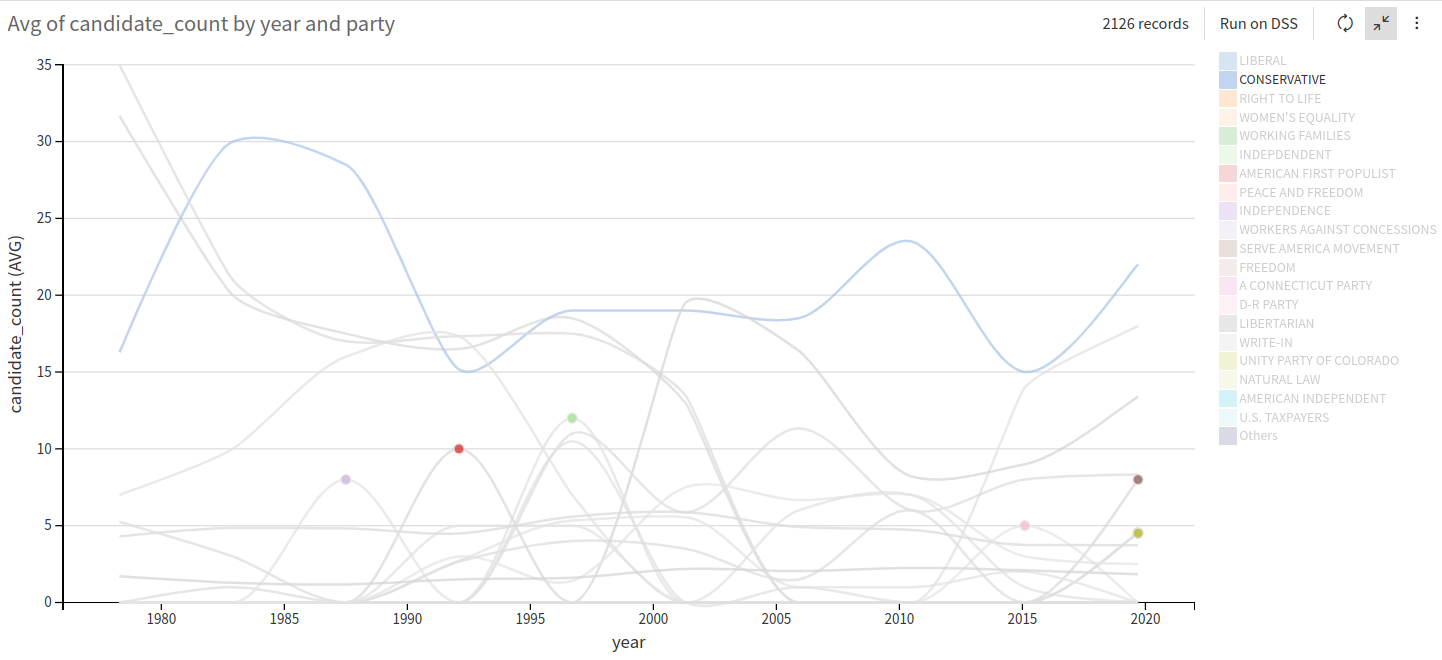 Avg of candidate_count by year and party
2126 records
Run on DSS
35
30
25
20
15
10
5
0
candidate_count (AVG)
1980
1985
1990
1995
2000
2005
2010
2015
2020
year
LIBERAL
CONSERVATIVE
RIGHT TO LIFE
WOMEN'S EQUALITY
WORKING FAMILIES
INDEPDENDENT
AMERICAN FIRST POPULIST
PEACE AND FREEDOM
INDEPENDENCE
WORKERS AGAINST CONCESSIONS
SERVE AMERICA MOVEMENT
FREEDOM
A CONNECTICUT PARTY
D-R PARTY
LIBERTARIAN
WRITE-IN
UNITY PARTY OF COLORADO
NATURAL LAW
AMERICAN INDEPENDENT
U.S. TAXPAYERS
Others